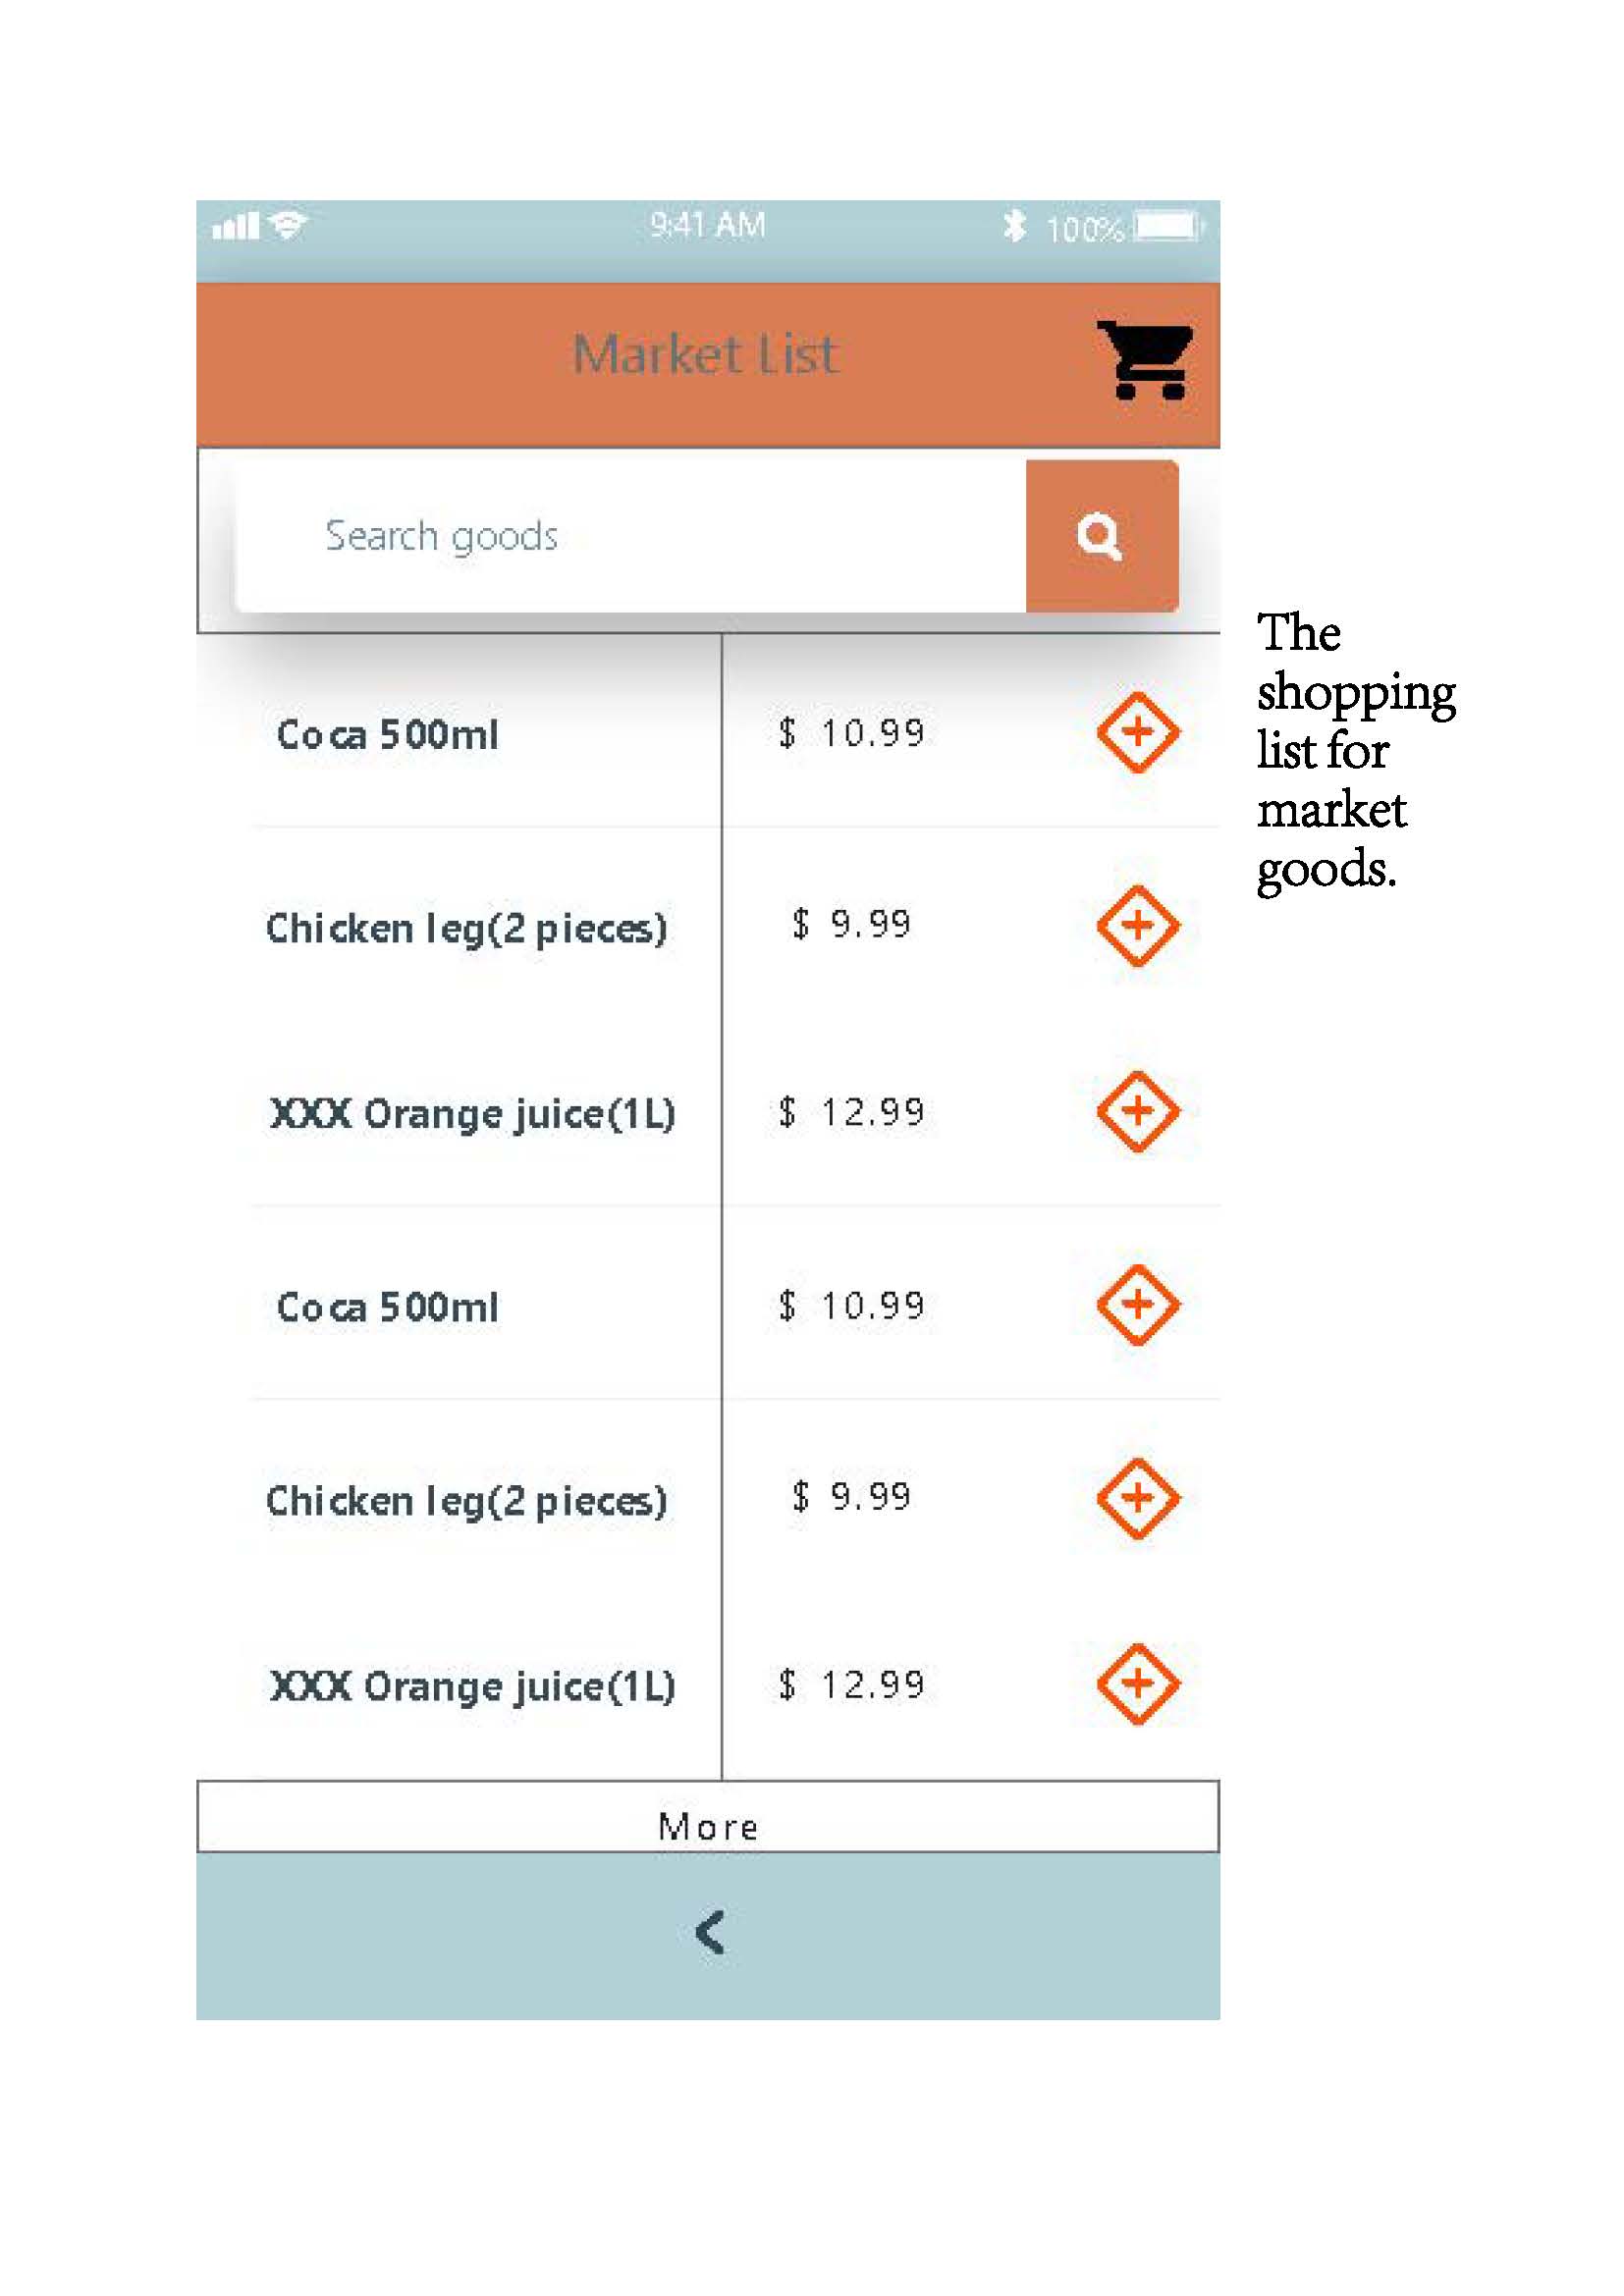 9:41 AM 100%
Market List
Search goods
Coca 500ml $ 10.99
Chicken leg(2 pieces) $ 9.99
XXX Orange juice(1L) $ 12.99
Coca 500ml $ 10.99
Chicken leg(2 pieces) $ 9.99
XXX Orange juice(1L) $ 12.99
More
The
shopping
list for
market
goods.